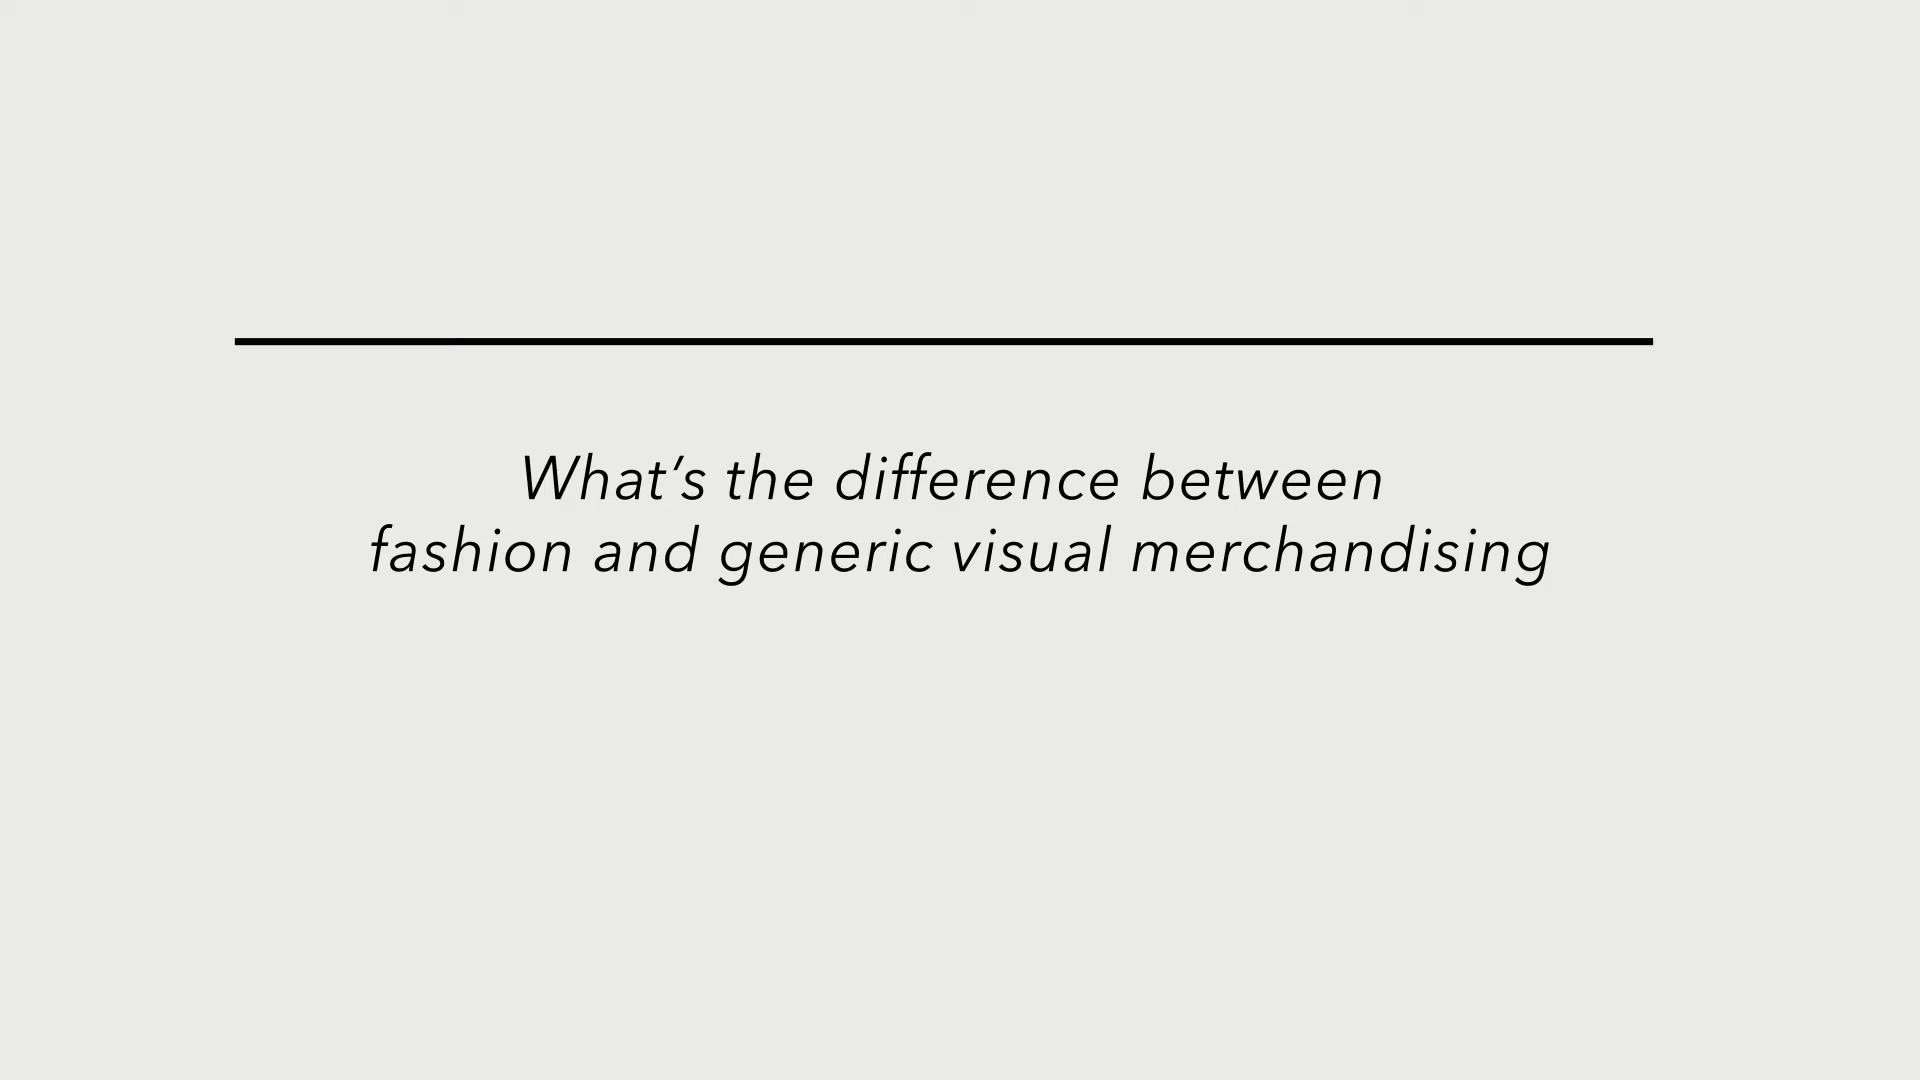 What’s the difference between
fashion and generic visual merchandising